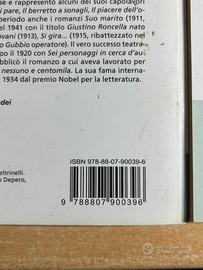 se e rappresentò alcuni dei suoi capolavori
i pare, Il berretto a sonagli, Il piacere dell'o-
periodo anche i romanzi Suo marito (1911,
nel 1941 con il titolo Giustino Roncella nato
ovani (1913), Si gira... (1915, ribattezzato nel
o Gubbio operatore). Il vero successo teatra-
po il 1920 con Sei personaggi in cerca d'au-
bblicò il romanzo a cui aveva lavorato per
nessuno e centomila. La sua fama interna-
1934 dal premio Nobel per la letteratura.
dei
ISBN 978-88-07-90039-6
9 788807 900396
eltrinelli.
o Depero,
subito